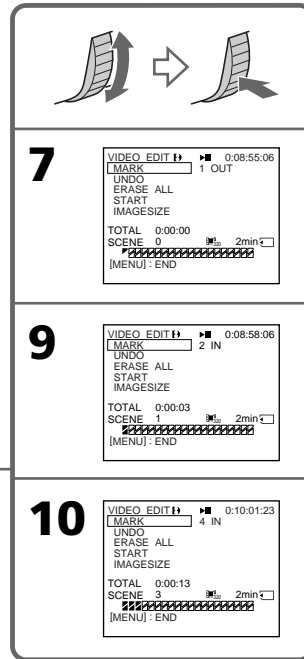 7
VIDEO EDIT 0:08:55:06
MARK 1 OUT
UNDO
ERASE ALL
START
IMAGESIZE
TOTAL 0:00:00
SCENE 0 320 2min
[MENU] : END
9
VIDEO EDIT 0:08:58:06
MARK 2 IN
UNDO
ERASE ALL
START
IMAGESIZE
TOTAL 0:00:03
SCENE 1 320 2min
[MENU] : END
10
VIDEO EDIT 0:10:01:23
MARK 4 IN
UNDO
ERASE ALL
START
IMAGESIZE
TOTAL 0:00:13
SCENE 3 320 2min
[MENU] : END